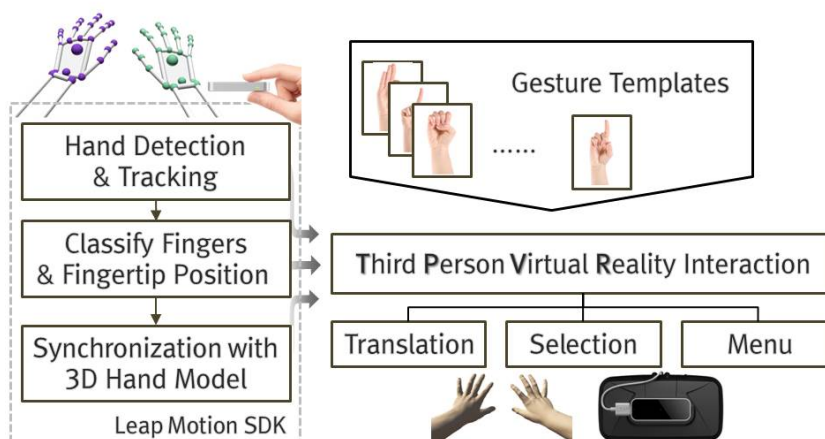 Hand Detection
& Tracking
Classify Fingers
& Fingertip Position
Synchronization with
3D Hand Model
Leap Motion SDK
Gesture Templates
......
Third Person Virtual Reality Interaction
Translation
Selection
Menu